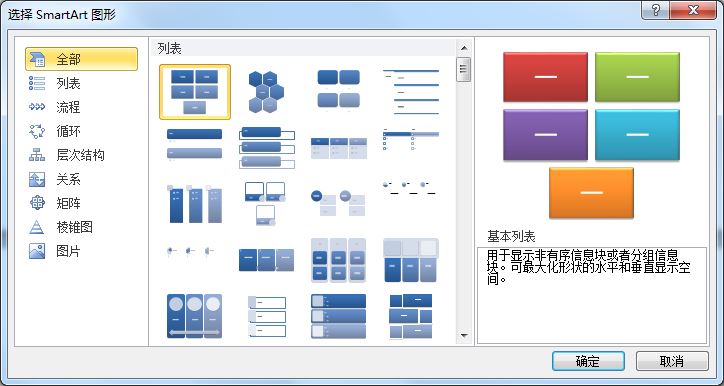 选择 SmartArt 图形
全部
列表
流程
循环
层次结构
关系
矩阵
棱锥图
图片
列表
基本列表
用于显示非有序信息块或者分组信息
块。可最大化形状的水平和垂直显示空
间。
确定
取消